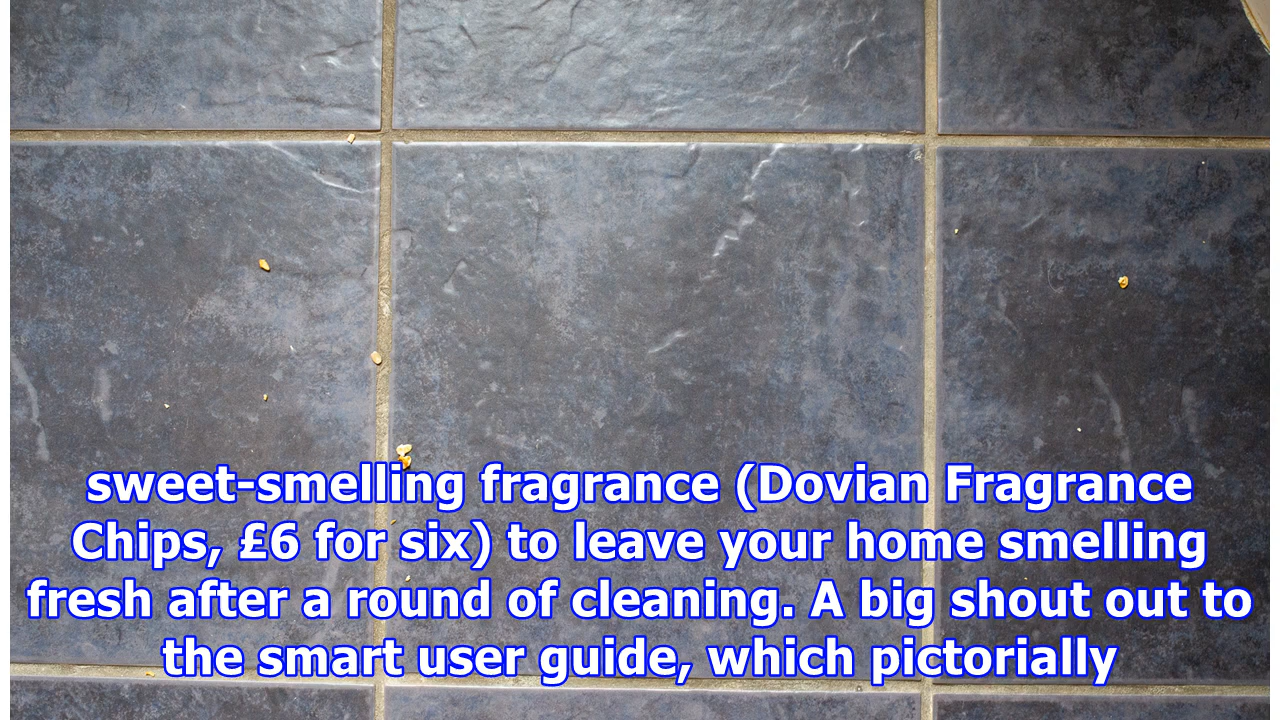 sweet-smelling fragrance (Dovian Fragrance
Chips, £6 for six) to leave your home smelling
fresh after a round of cleaning. A big shout out to
the smart user guide, which pictorially